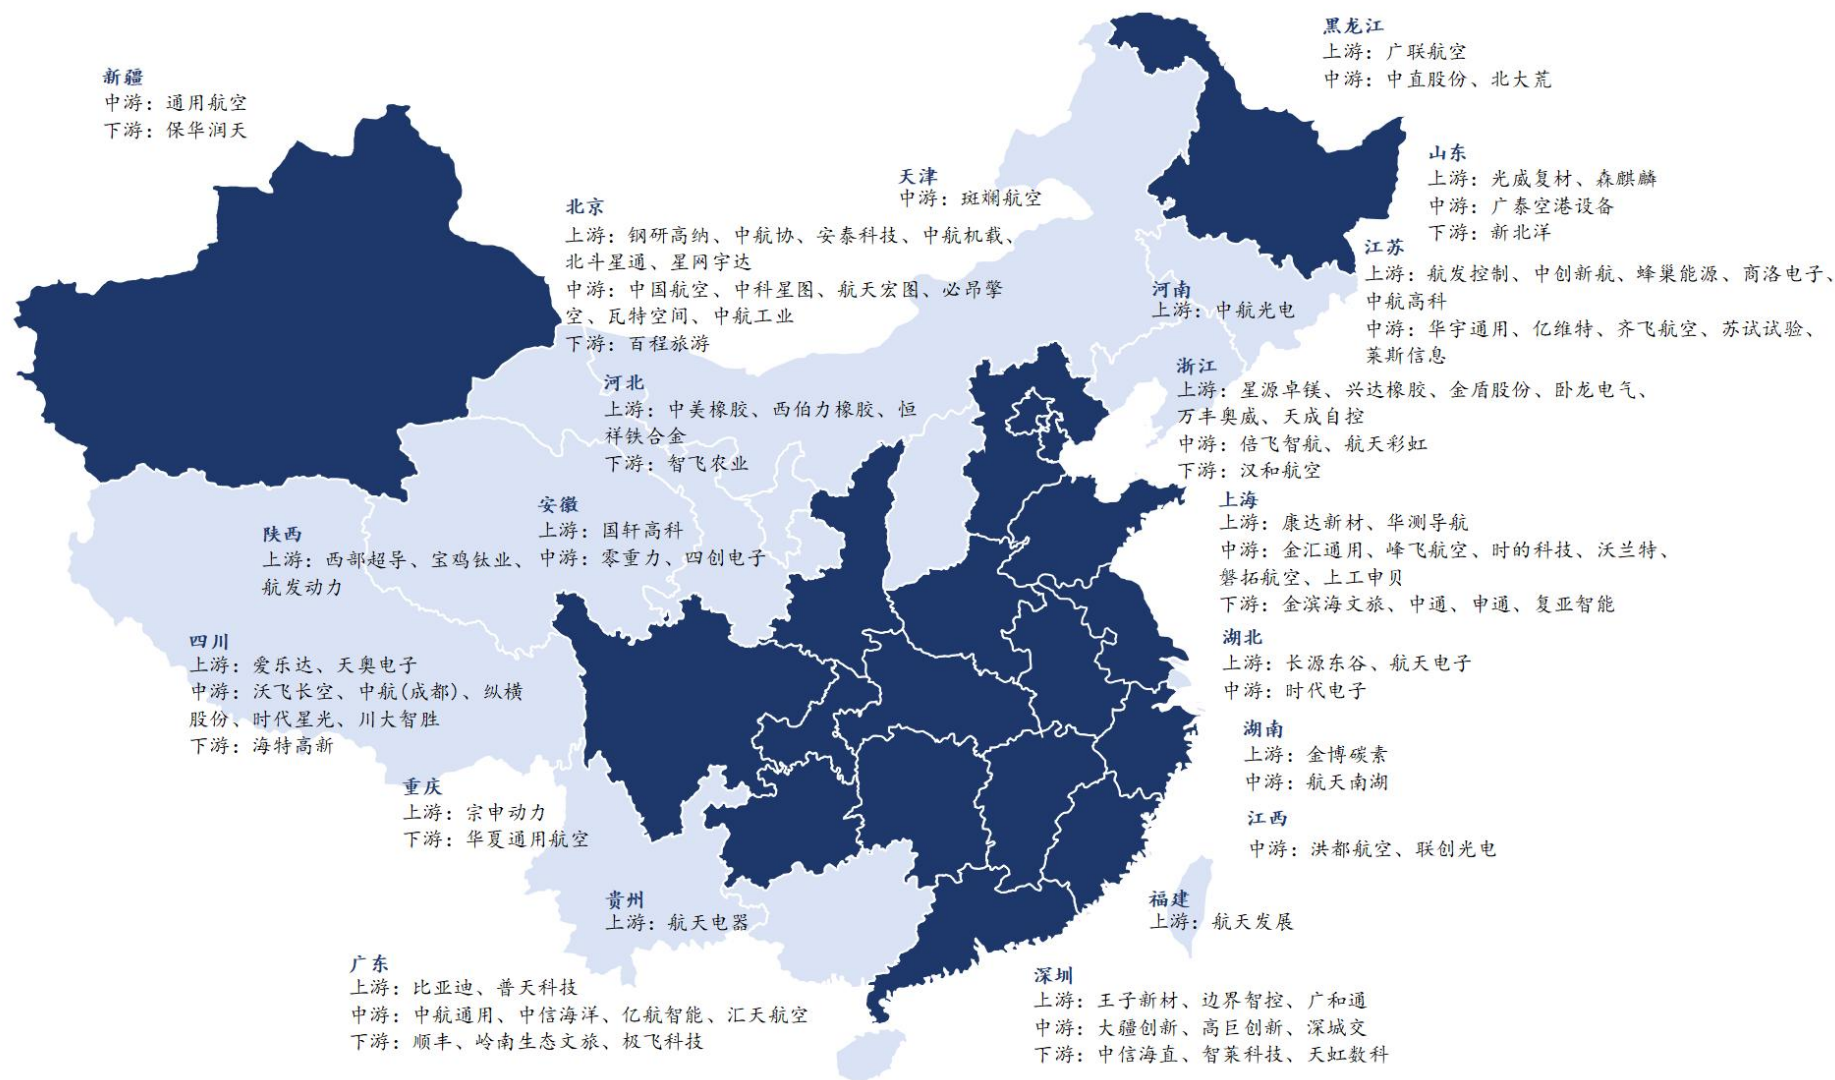 新疆
中游：通用航空
下游：保华润天
黑龙江
上游：广联航空
中游：中直股份、北大荒
天津
中游：斑斓航空
山东
上游：光威复材、森麒麟
中游：广泰空港设备
下游：新北洋
北京
上游：钢研高纳、中航协、安泰科技、中航机载、
北斗星通、星网宇达
中游：中国航空、中科星图、航天宏图、必昂擎
空、瓦特空间、中航工业
下游：百程旅游
江苏
上游：航发控制、中创新航、蜂巢能源、商洛电子、
中航高科
中游：华宇通用、亿维特、齐飞航空、苏试试验、
莱斯信息
河南
上游：中航光电
河北
上游：中美橡胶、西伯力橡胶、恒
祥铁合金
下游：智飞农业
浙江
上游：星源卓镁、兴达橡胶、金盾股份、卧龙电气、
万丰奥威、天成自控
中游：倍飞智航、航天彩虹
下游：汉和航空
安徽
上游：国轩高科
中游：零重力、四创电子
陕西
上游：西部超导、宝鸡钛业、
航发动力
上海
上游：康达新材、华测导航
中游：金汇通用、峰飞航空、时的科技、沃兰特、
磐拓航空、上工申贝
下游：金滨海文旅、中通、申通、复亚智能
四川
上游：爱乐达、天奥电子
中游：沃飞长空、中航(成都)、纵横
股份、时代星光、川大智胜
下游：海特高新
湖北
上游：长源东谷、航天电子
中游：时代电子
湖南
上游：金博碳素
中游：航天南湖
重庆
上游：宗申动力
下游：华夏通用航空
江西
中游：洪都航空、联创光电
贵州
上游：航天电器
福建
上游：航天发展
广东
上游：比亚迪、普天科技
中游：中航通用、中信海洋、亿航智能、汇天航空
下游：顺丰、岭南生态文旅、极飞科技
深圳
上游：王子新材、边界智控、广和通
中游：大疆创新、高巨创新、深城交
下游：中信海直、智莱科技、天虹数科